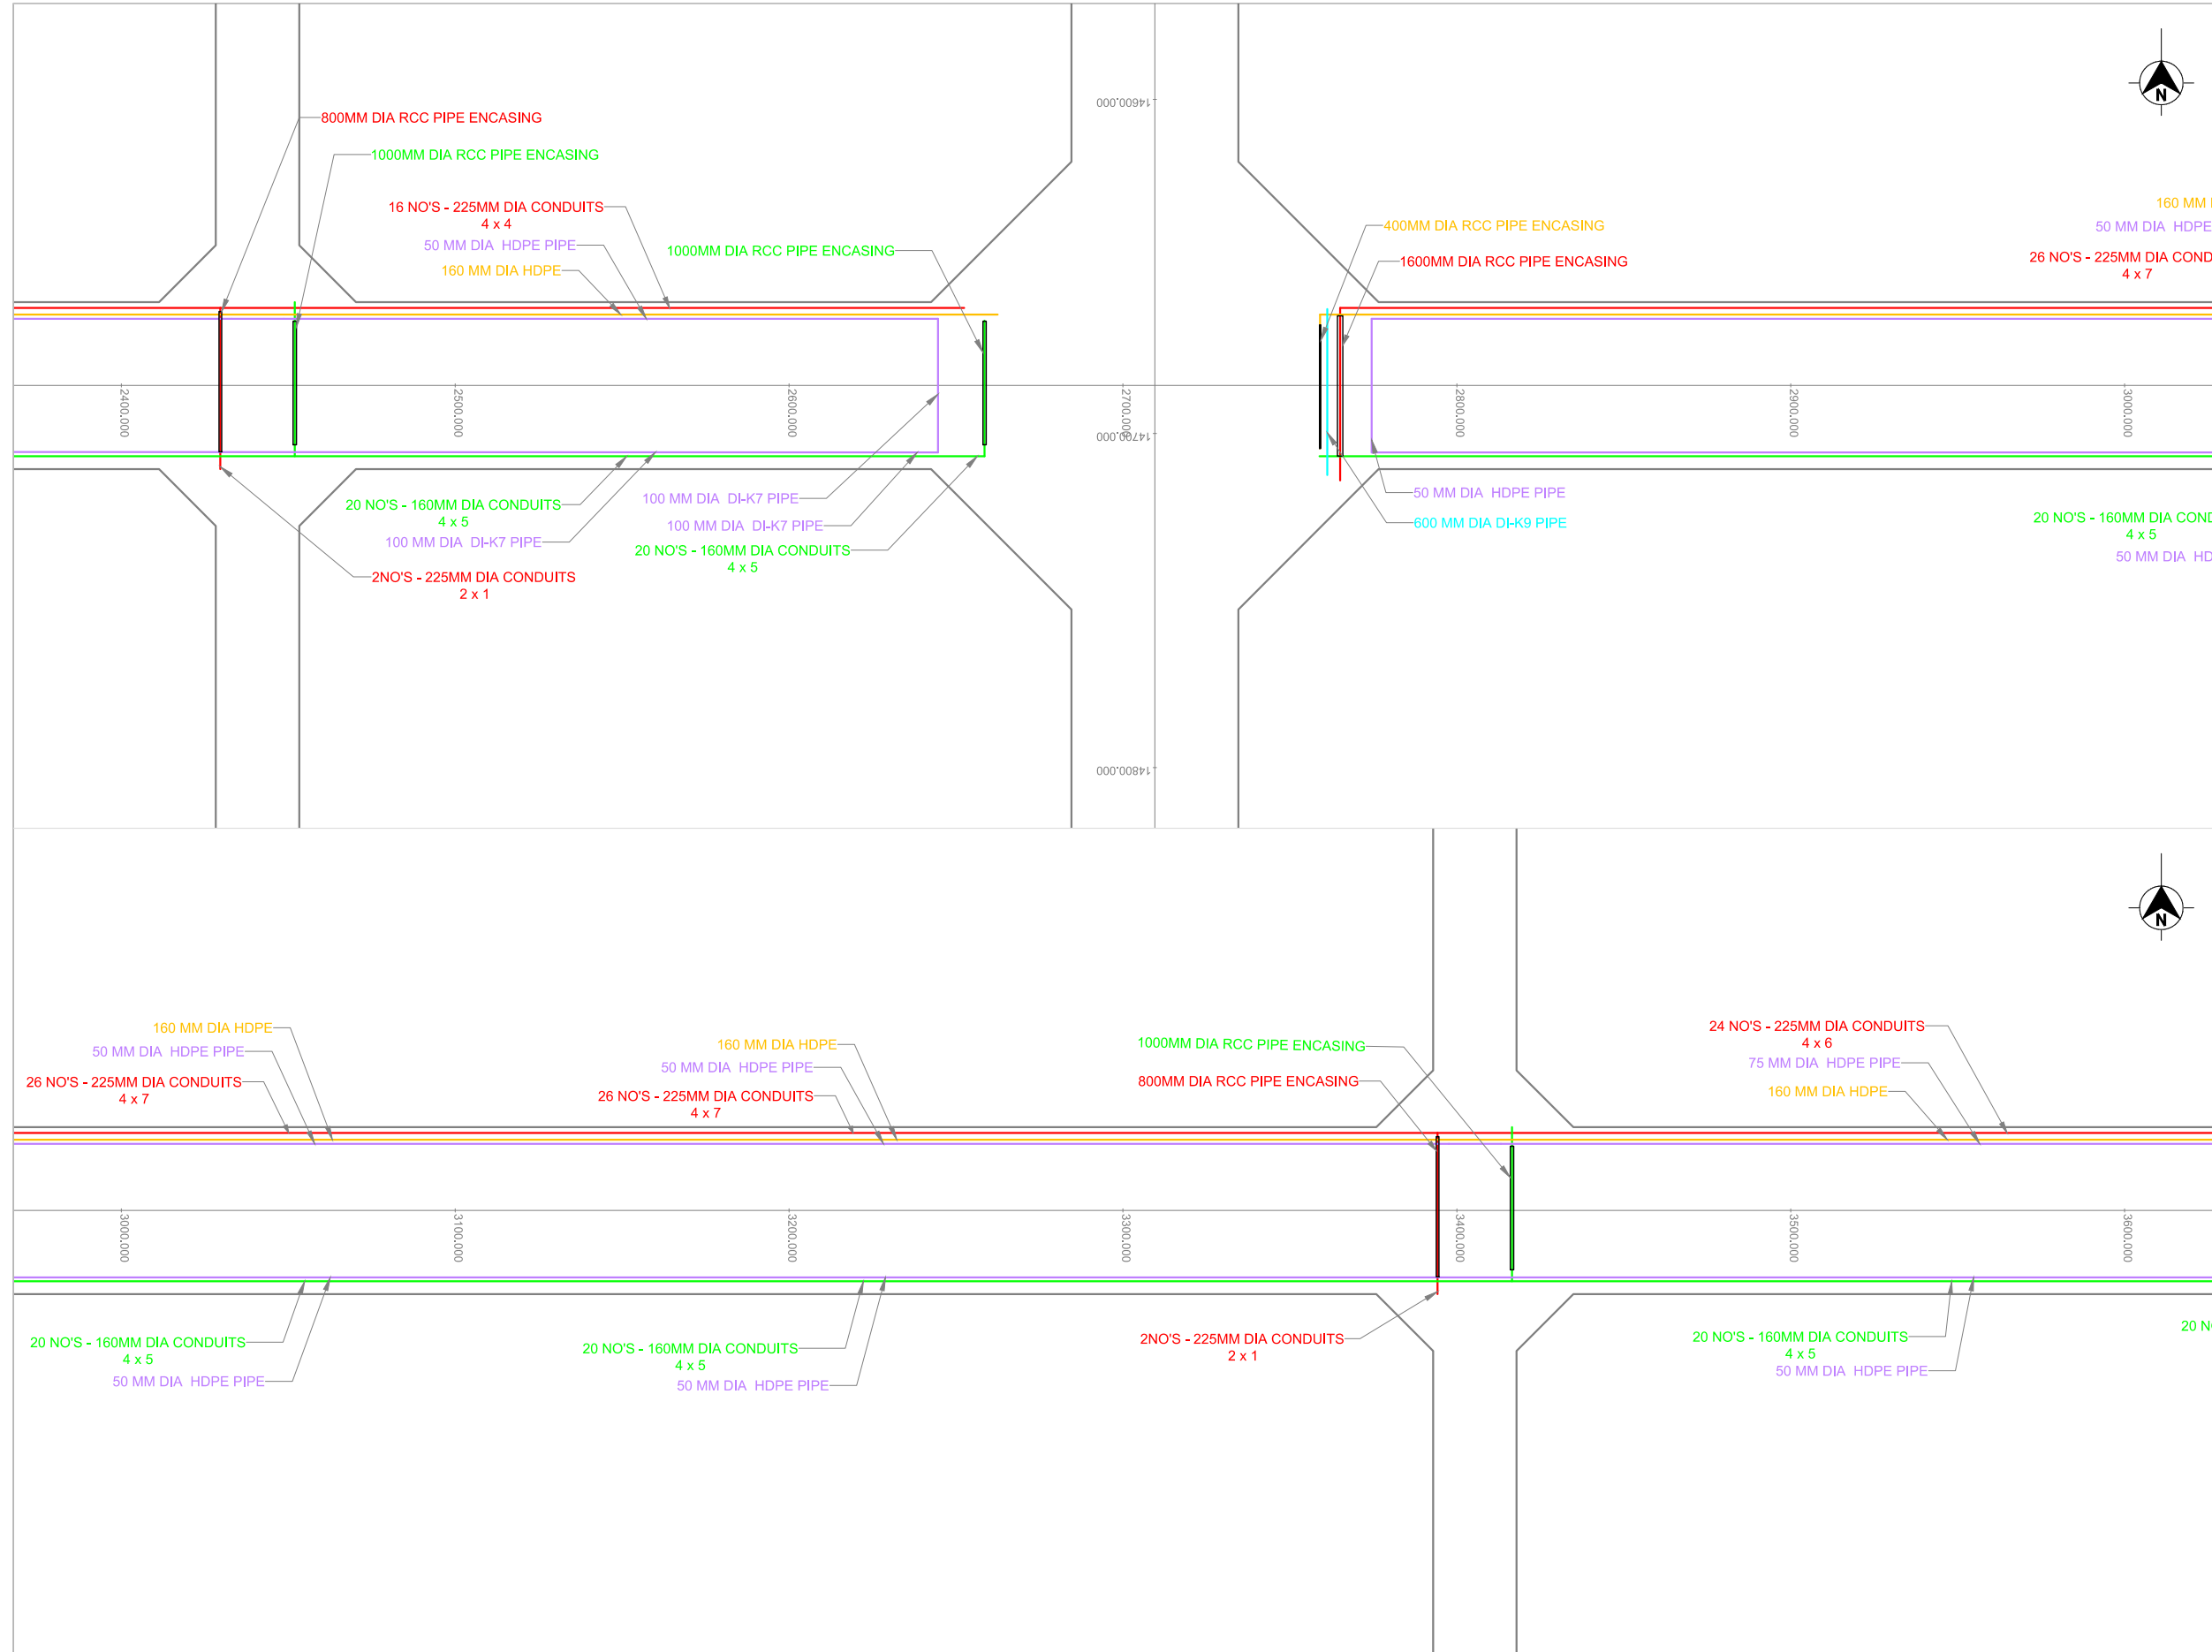 N
14600.000
800MM DIA RCC PIPE ENCASING
1000MM DIA RCC PIPE ENCASING
16 NO'S - 225MM DIA CONDUITS
4 x 4
50 MM DIA  HDPE PIPE
160 MM DIA HDPE
1000MM DIA RCC PIPE ENCASING
400MM DIA RCC PIPE ENCASING
1600MM DIA RCC PIPE ENCASING
160 MM
50 MM DIA  HDPE
26 NO'S - 225MM DIA COND
4 x 7
2400.000
2500.000
2600.000
2700.000
2800.000
2900.000
3000.000
14700.000
20 NO'S - 160MM DIA CONDUITS
4 x 5
100 MM DIA  DI-K7 PIPE
2NO'S - 225MM DIA CONDUITS
2 x 1
100 MM DIA  DI-K7 PIPE
100 MM DIA  DI-K7 PIPE
20 NO'S - 160MM DIA CONDUITS
4 x 5
50 MM DIA  HDPE PIPE
600 MM DIA DI-K9 PIPE
20 NO'S - 160MM DIA COND
4 x 5
50 MM DIA  HD
14800.000
N
160 MM DIA HDPE
50 MM DIA  HDPE PIPE
26 NO'S - 225MM DIA CONDUITS
4 x 7
160 MM DIA HDPE
50 MM DIA  HDPE PIPE
26 NO'S - 225MM DIA CONDUITS
4 x 7
1000MM DIA RCC PIPE ENCASING
800MM DIA RCC PIPE ENCASING
24 NO'S - 225MM DIA CONDUITS
4 x 6
75 MM DIA  HDPE PIPE
160 MM DIA HDPE
3000.000
3100.000
3200.000
3300.000
3400.000
3500.000
3600.000
20 NO'S - 160MM DIA CONDUITS
4 x 5
50 MM DIA  HDPE PIPE
20 NO'S - 160MM DIA CONDUITS
4 x 5
50 MM DIA  HDPE PIPE
2NO'S - 225MM DIA CONDUITS
2 x 1
20 NO'S - 160MM DIA CONDUITS
4 x 5
50 MM DIA  HDPE PIPE
20 N